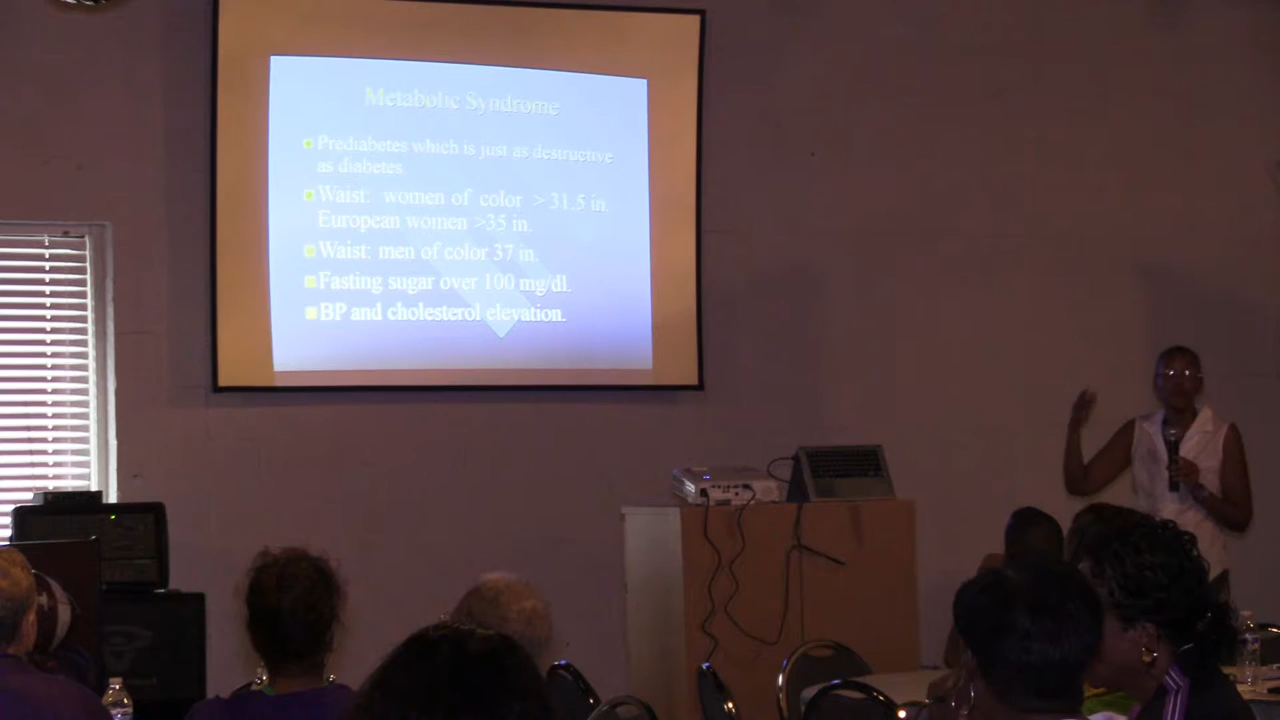 Metabolic Syndrome
Prediabetes which is just as destructive
as diabetes
Waist: women of color > 31.5 in.
European women >35 in.
Waist: men of color 37 in.
Fasting sugar over 100 mg/dl.
BP and cholesterol elevation.